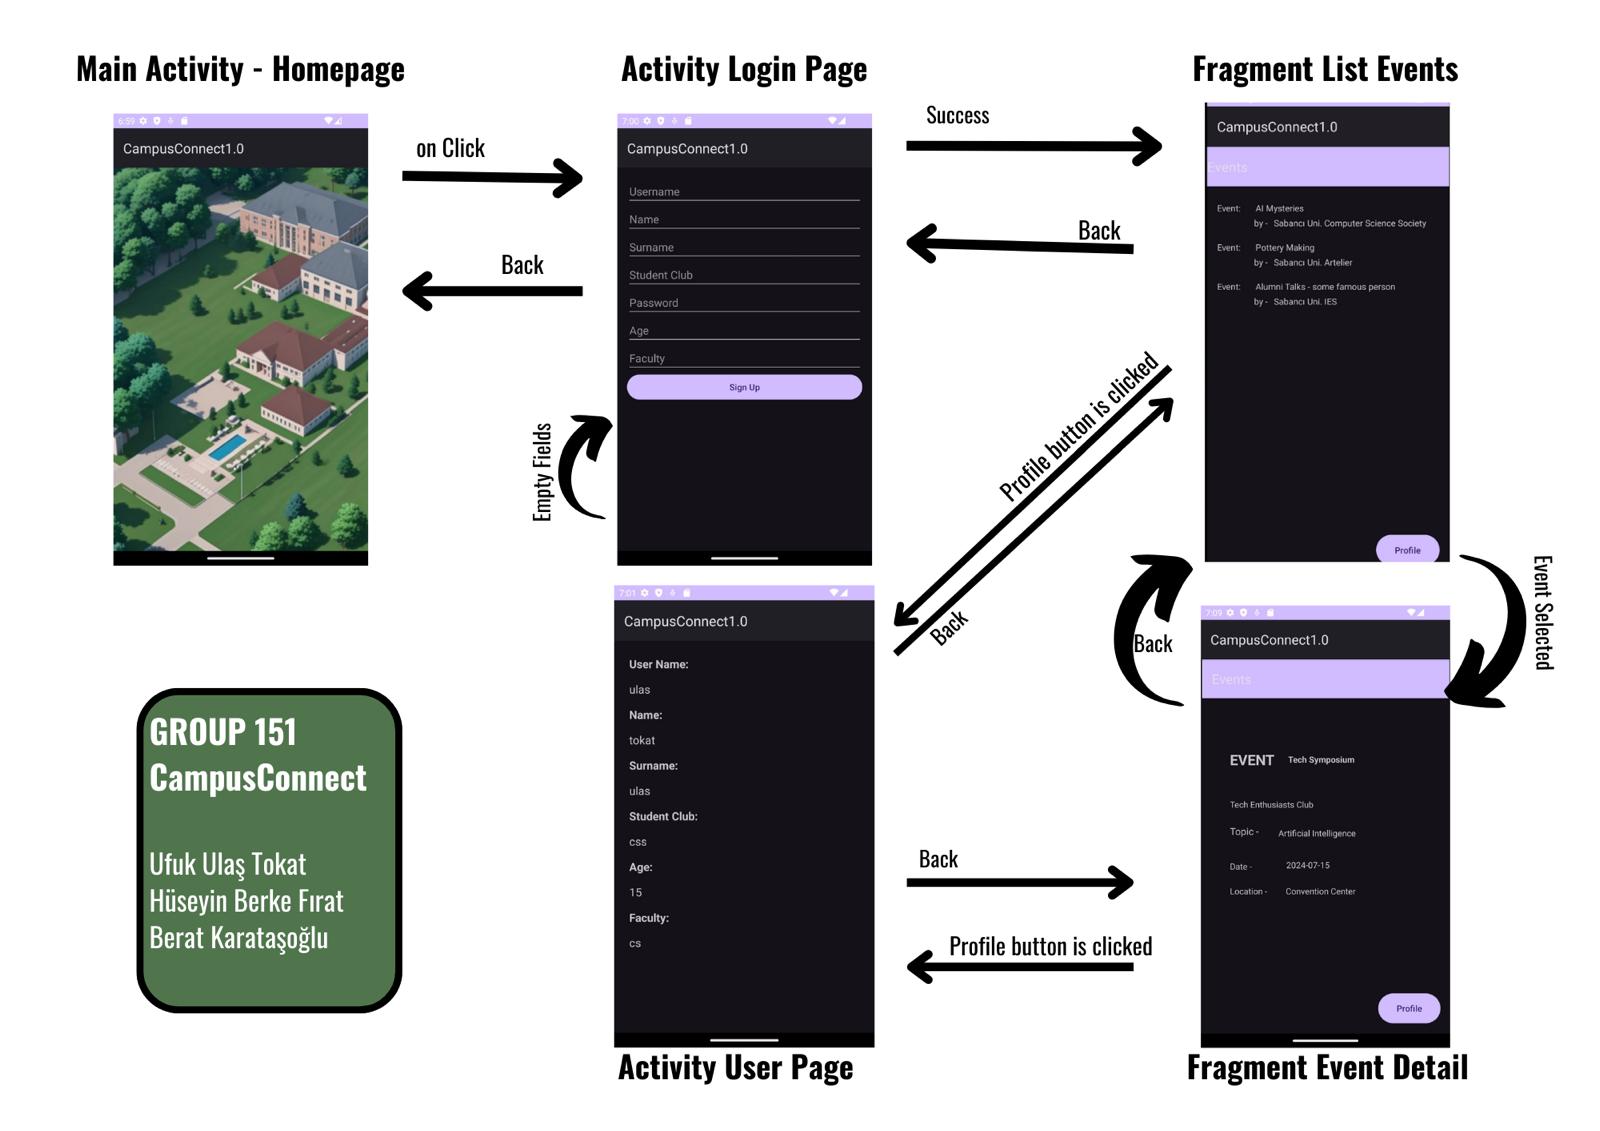 Main Activity - Homepage
6:59
CampusConnect1.0
on Click
Back
Activity Login Page
7:00
CampusConnect1.0
Username
Name
Surname
Student Club
Password
Age
Faculty
Sign Up
Empty Fields
Success
Back
Fragment List Events
CampusConnect1.0
Events
Event: AI Mysteries
by - Sabancı Uni. Computer Science Society
Event: Pottery Making
by - Sabancı Uni. Artelier
Event: Alumni Talks - some famous person
by - Sabancı Uni. IES
Profile
Profile button is clicked
Back
Back
Event Selected
7:01
CampusConnect1.0
User Name:
ulas
Name:
tokat
Surname:
ulas
Student Club:
css
Age:
15
Faculty:
cs
Activity User Page
Back
Profile button is clicked
7:09
CampusConnect1.0
Events
EVENT Tech Symposium
Tech Enthusiasts Club
Topic - Artificial Intelligence
Date - 2024-07-15
Location - Convention Center
Profile
Fragment Event Detail
GROUP 151
CampusConnect
Ufuk Ulaş Tokat
Hüseyin Berke Fırat
Berat Karataşoğlu